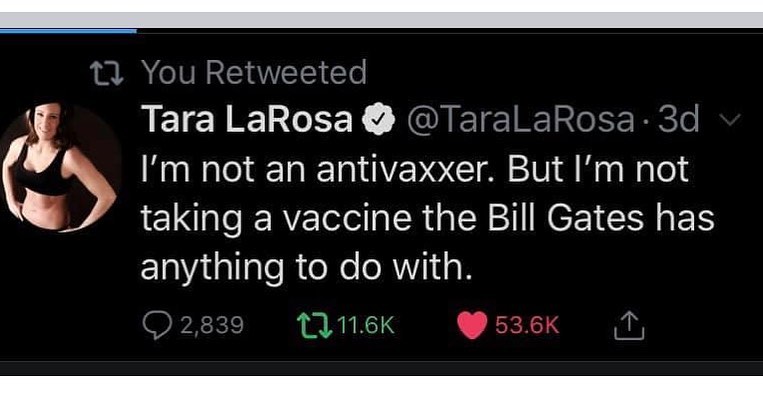 You Retweeted
Tara LaRosa @TaraLaRosa · 3d
I'm not an antivaxxer. But I'm not
taking a vaccine the Bill Gates has
anything to do with.
2,839 11.6K 53.6K